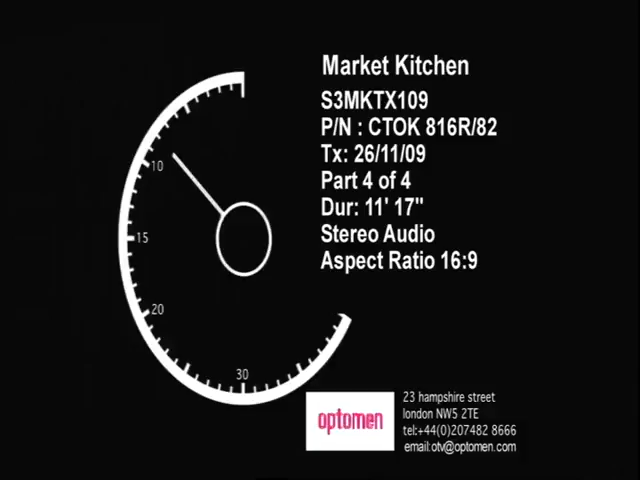 Market Kitchen
S3MKTX109
P/N : CTOK 816R/82
Tx: 26/11/09
Part 4 of 4
Dur: 11' 17"
Stereo Audio
Aspect Ratio 16:9
10
15
20
30
optomen
23 hampshire street
london NW5 2TE
tel:+44(0)207482 8666
email:otv@optomen.com